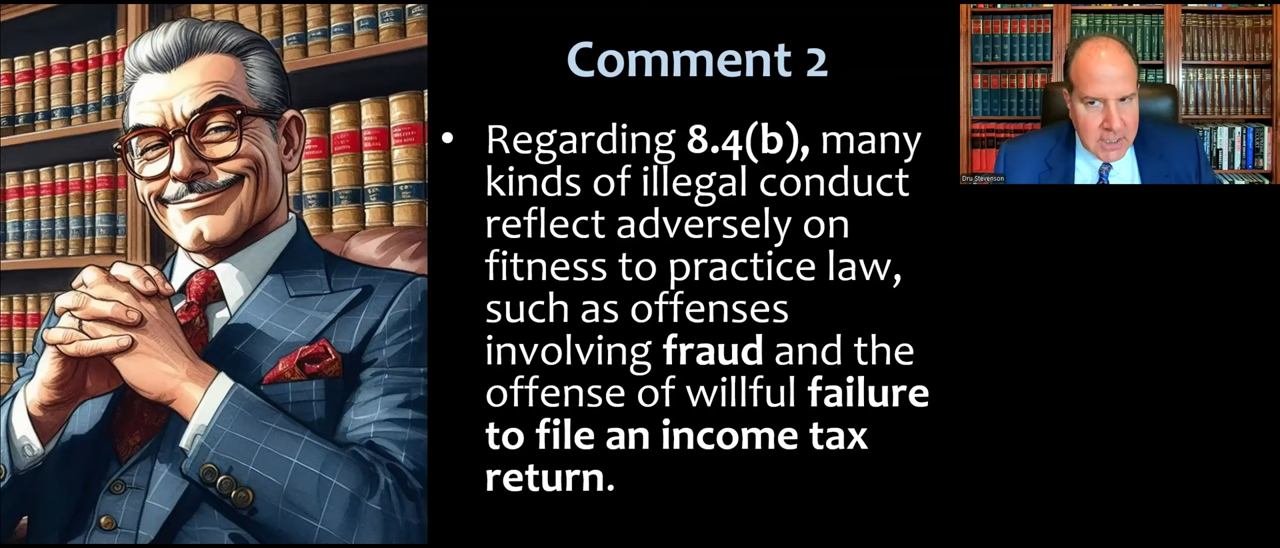 Comment 2
• Regarding 8.4(b), many
kinds of illegal conduct
reflect adversely on
fitness to practice law,
such as offenses
involving fraud and the
offense of willful failure
to file an income tax
return.
Dru Stevenson